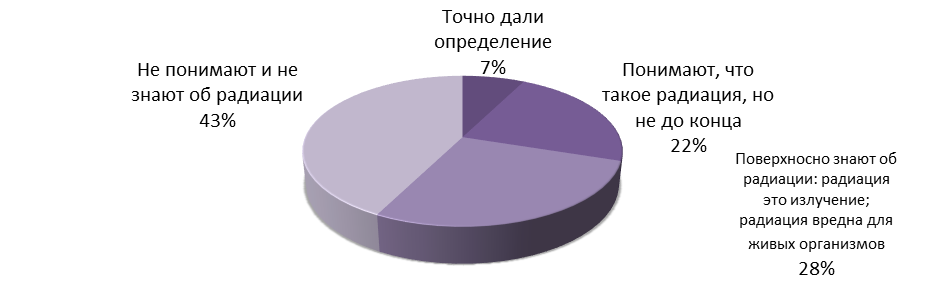 Точно дали
определение
7%
Понимают, что
такое радиация, но
не до конца
22%
Поверхносно знают об
радиации: радиация
это излучение;
радиация вредна для
живых организмов
28%
Не понимают и не
знают об радиации
43%